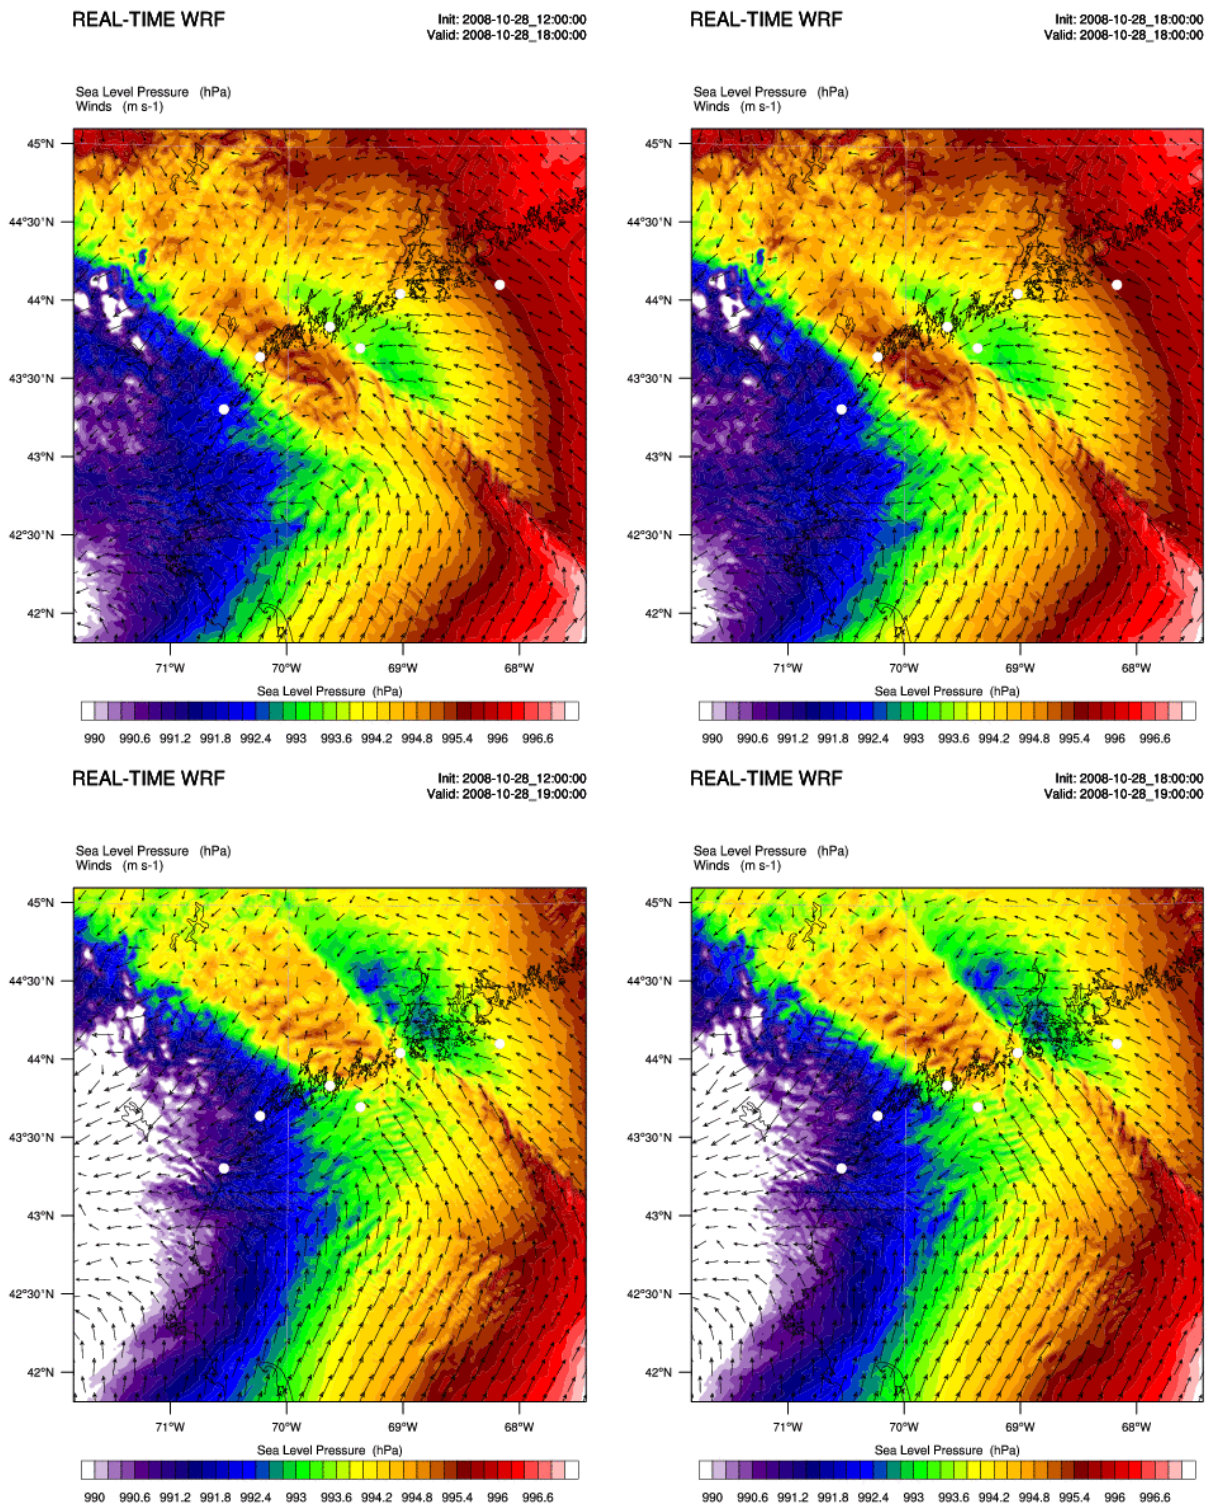 REAL-TIME WRF
Init: 2008-10-28_12:00:00
Valid: 2008-10-28_18:00:00
Sea Level Pressure (hPa)
Winds (m s-1)
45°N
44°30'N
44°N
43°30'N
43°N
42°30'N
42°N
71°W 70°W 69°W 68°W
Sea Level Pressure (hPa)
990 990.6 991.2 991.8 992.4 993 993.6 994.2 994.8 995.4 996 996.6
REAL-TIME WRF
Init: 2008-10-28_18:00:00
Valid: 2008-10-28_18:00:00
Sea Level Pressure (hPa)
Winds (m s-1)
45°N
44°30'N
44°N
43°30'N
43°N
42°30'N
42°N
71°W 70°W 69°W 68°W
Sea Level Pressure (hPa)
990 990.6 991.2 991.8 992.4 993 993.6 994.2 994.8 995.4 996 996.6
REAL-TIME WRF
Init: 2008-10-28_12:00:00
Valid: 2008-10-28_19:00:00
Sea Level Pressure (hPa)
Winds (m s-1)
45°N
44°30'N
44°N
43°30'N
43°N
42°30'N
42°N
71°W 70°W 69°W 68°W
Sea Level Pressure (hPa)
990 990.6 991.2 991.8 992.4 993 993.6 994.2 994.8 995.4 996 996.6
REAL-TIME WRF
Init: 2008-10-28_18:00:00
Valid: 2008-10-28_19:00:00
Sea Level Pressure (hPa)
Winds (m s-1)
45°N
44°30'N
44°N
43°30'N
43°N
42°30'N
42°N
71°W 70°W 69°W 68°W
Sea Level Pressure (hPa)
990 990.6 991.2 991.8 992.4 993 993.6 994.2 994.8 995.4 996 996.6